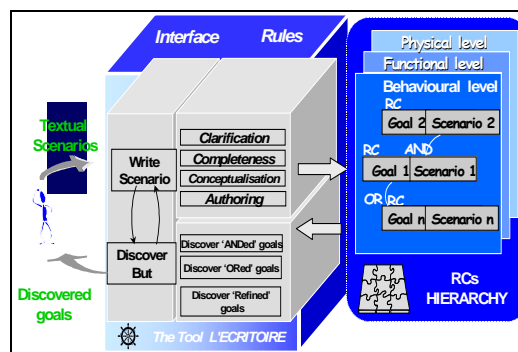 Interface Rules
Physical level
Functional level
Behavioural level
RC
Goal 2 Scenario 2
RC AND
Goal 1 Scenario 1
OR RC
Goal n Scenario n
RCs
HIERARCHY
Textual
Scenarios
Write
Scenario
Discover
But
Clarification
Completeness
Conceptualisation
Authoring
Discover 'ANDed' goals
Discover 'ORed' goals
Discover 'Refined'
goals
Discovered
goals
The Tool L'ECRITOIRE